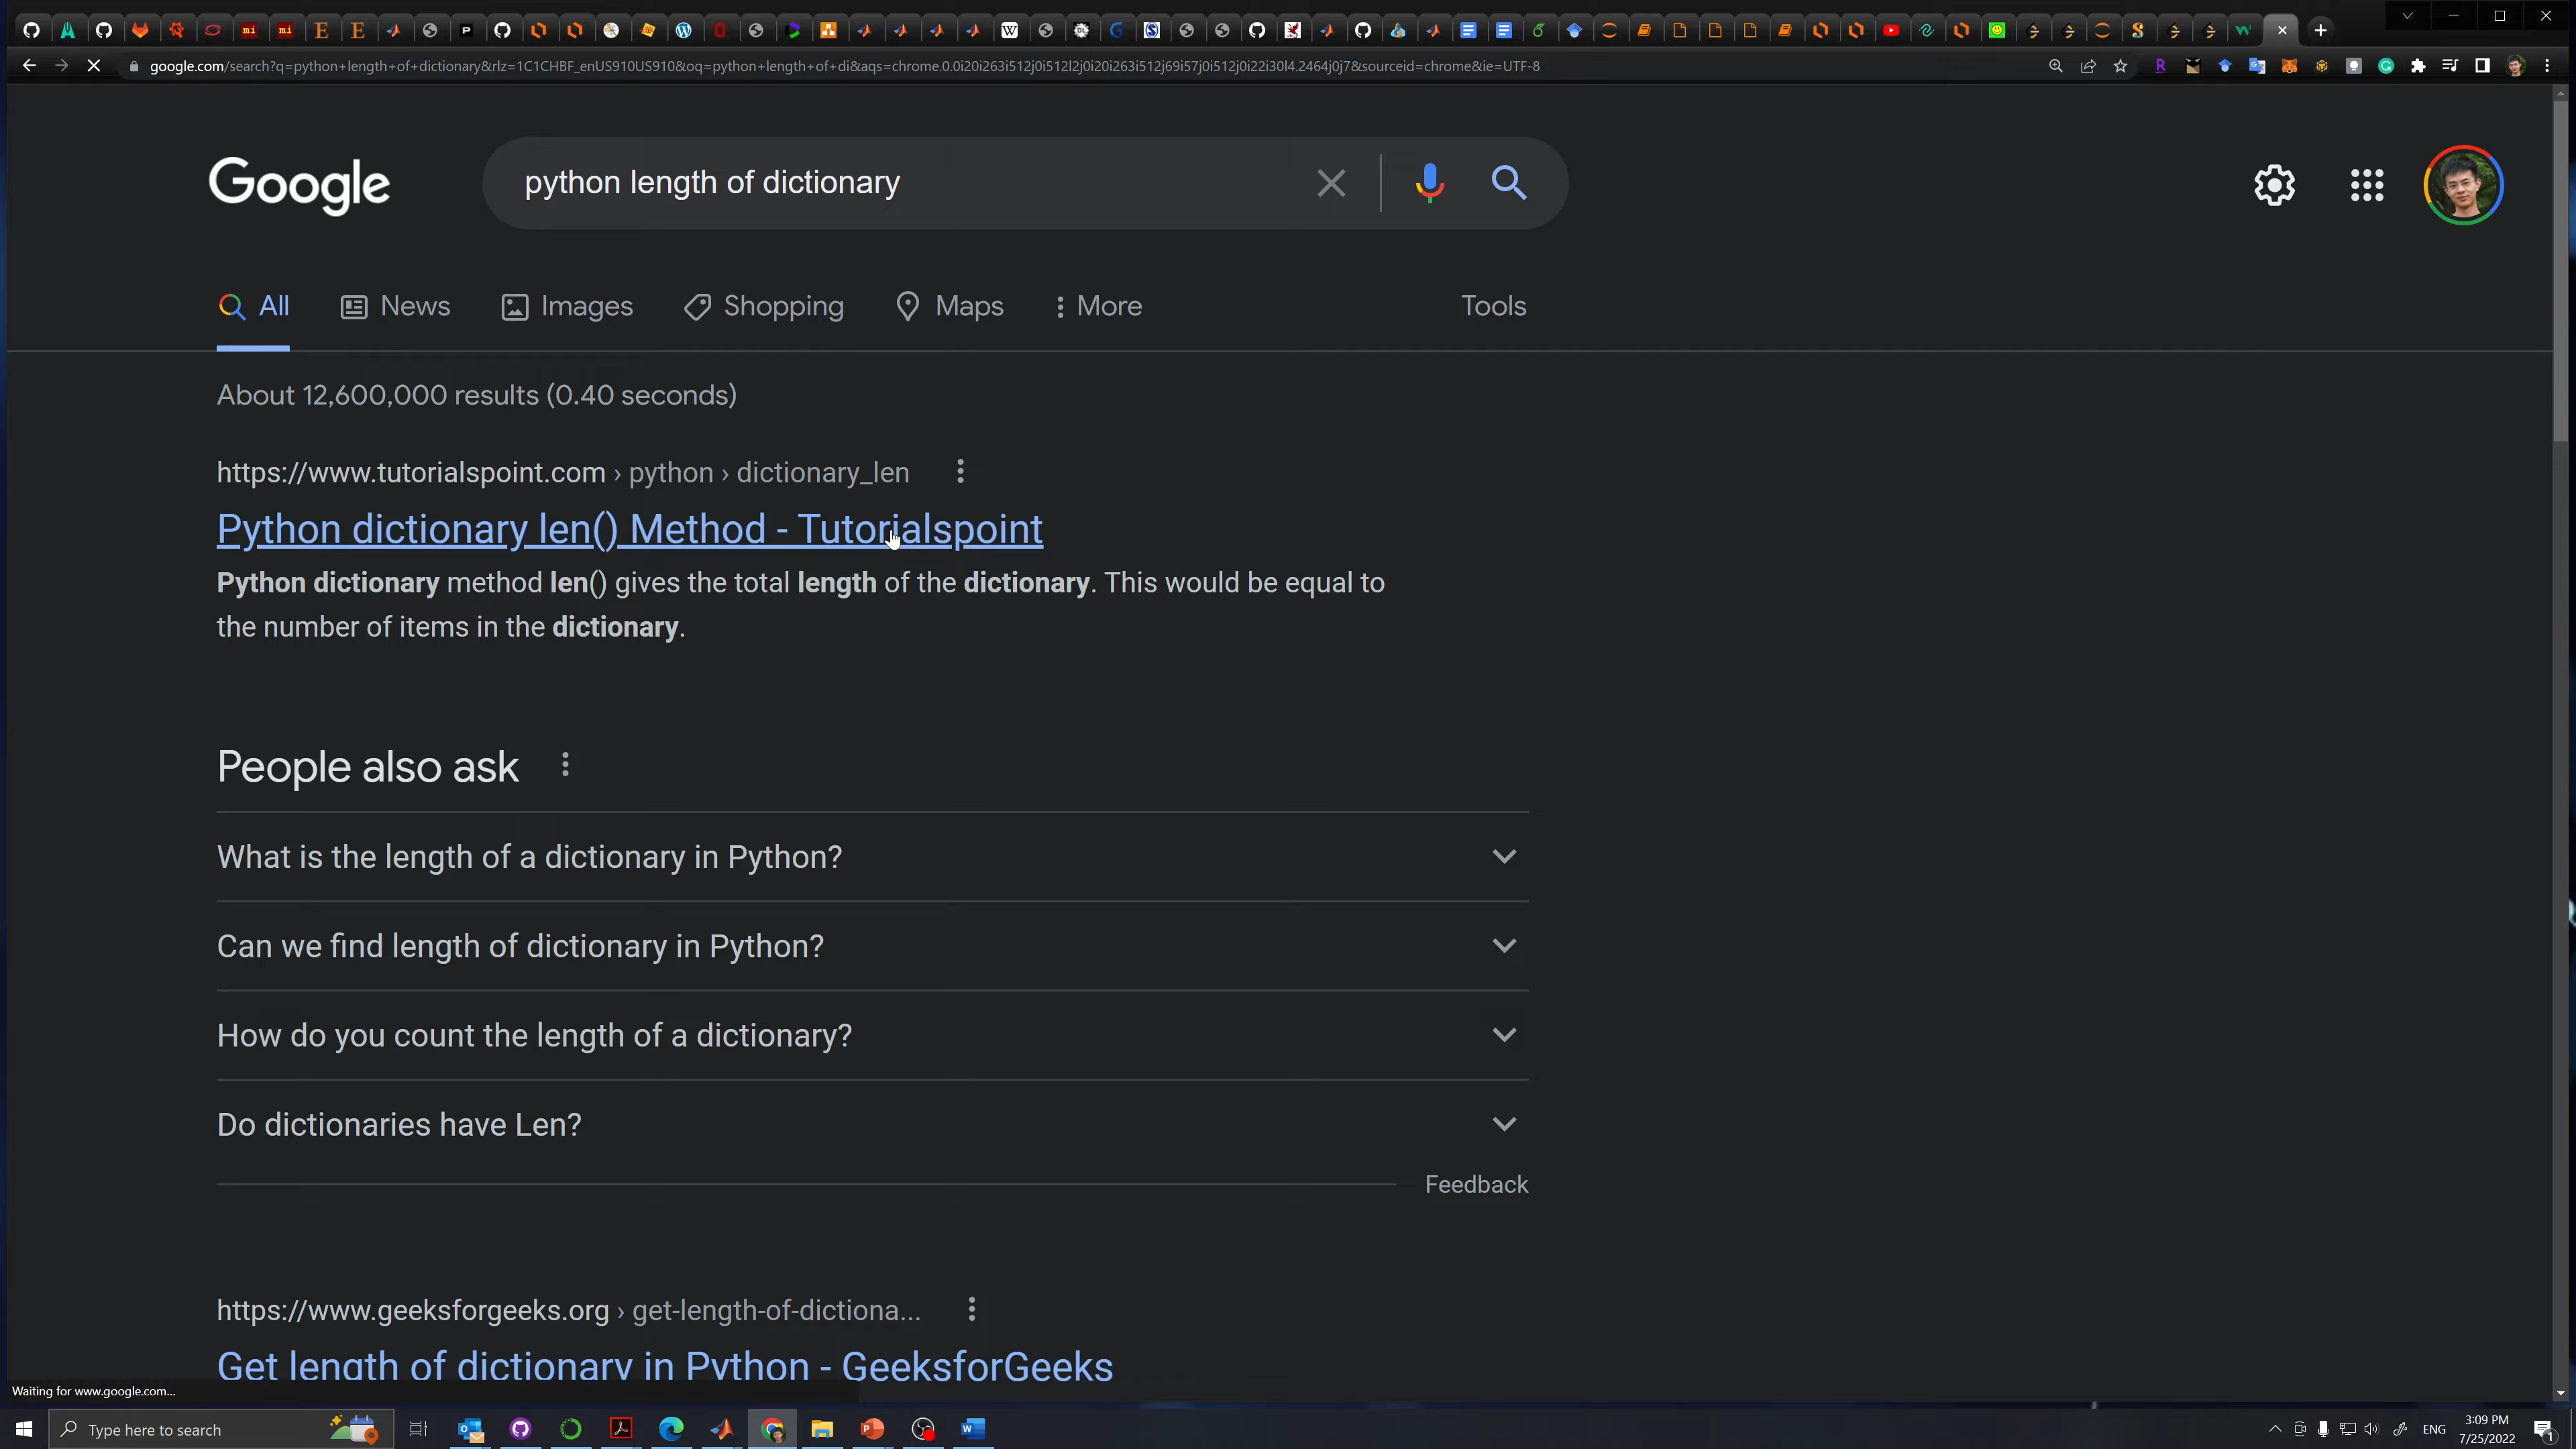 google.com/search?q=python+length+of+dictionary&rlz=1C1CHBF_enUS910US910&oq=python+length+of+di&aqs=chrome.0.0i20i263i512j0i512l2j0i20i263i512j69i57j0i512j0i22i30l4.2464j0j7&sourceid=chrome&ie=UTF-8
Google
python length of dictionary
All News Images Shopping Maps More Tools
About 12,600,000 results (0.40 seconds)
https://www.tutorialspoint.com › python › dictionary_len
Python dictionary len() Method - Tutorialspoint
Python dictionary method len() gives the total length of the dictionary. This would be equal to
the number of items in the dictionary.
People also ask
What is the length of a dictionary in Python?
Can we find length of dictionary in Python?
How do you count the length of a dictionary?
Do dictionaries have Len?
Feedback
https://www.geeksforgeeks.org › get-length-of-dictiona...
Get length of dictionary in Python - GeeksforGeeks
Waiting for www.google.com...
Type here to search
ENG
3:09 PM
7/25/2022